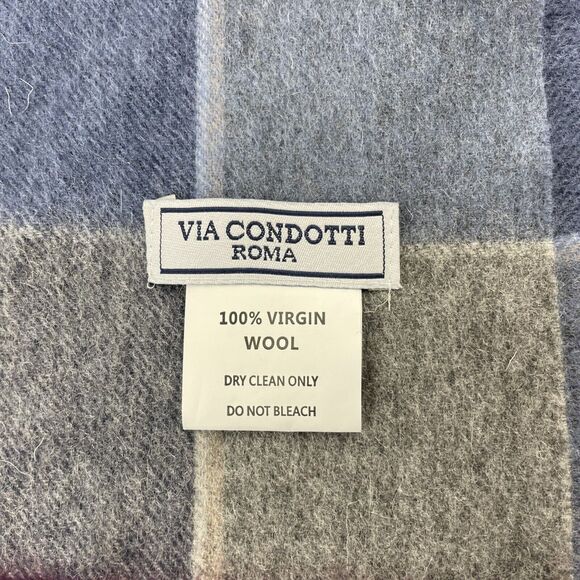 VIA CONDOTTI
ROMA
100% VIRGIN
WOOL
DRY CLEAN ONLY
DO NOT BLEACH